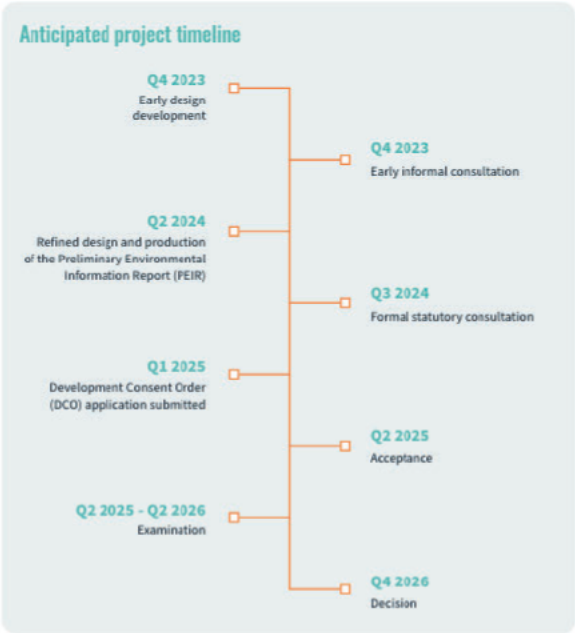 Anticipated project timeline
Q4 2023
Early design
development
Q4 2023
Early informal consultation
Q2 2024
Refined design and production
of the Preliminary Environmental
Information Report (PEIR)
Q3 2024
Formal statutory consultation
Q1 2025
Development Consent Order
(DCO) application submitted
Q2 2025
Acceptance
Q2 2025 - Q2 2026
Examination
Q4 2026
Decision